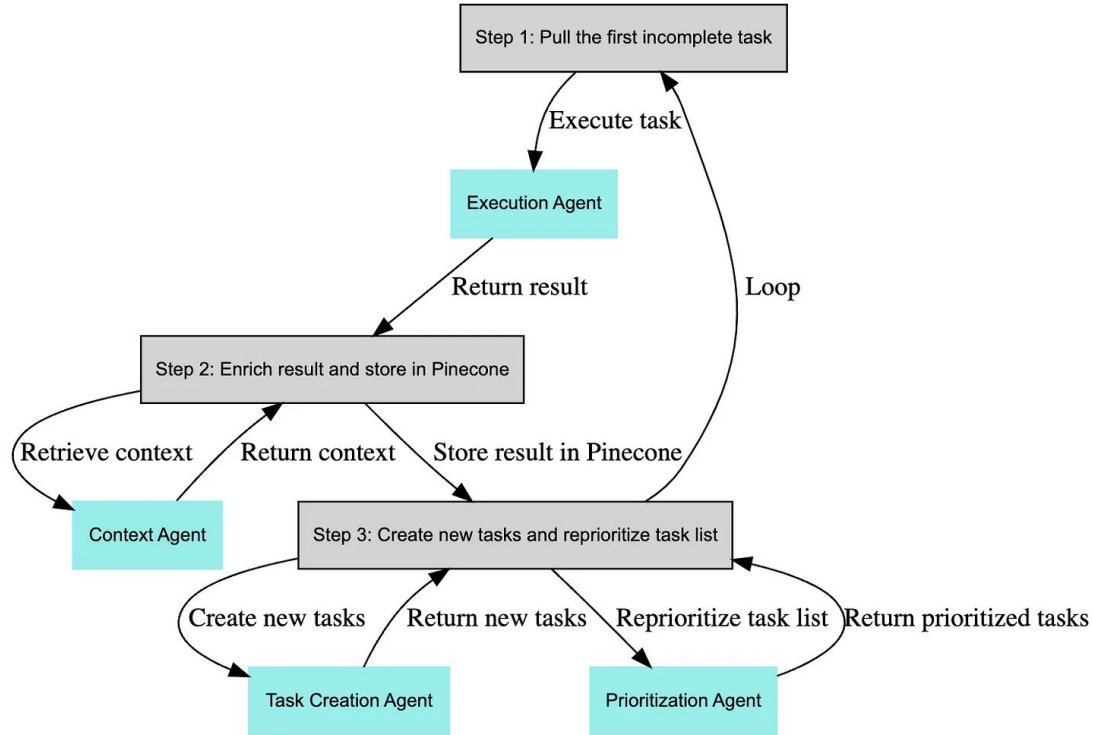 Step 1: Pull the first incomplete task
Execute task
Execution Agent
Return result
Loop
Step 2: Enrich result and store in Pinecone
Retrieve context
Return context
Store result in Pinecone
Context Agent
Step 3: Create new tasks and reprioritize task list
Create new tasks
Return new tasks
Reprioritize task list
Return prioritized tasks
Task Creation Agent
Prioritization Agent